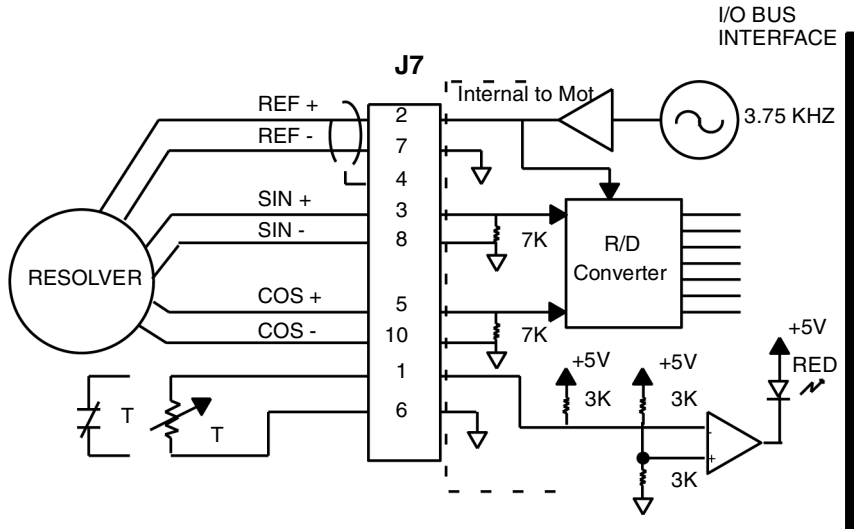 I/O BUS
INTERFACE
J7
Internal to Mot
REF +
2
3.75 KHZ
REF -
7
4
SIN +
3
SIN -
8
7K
R/D
Converter
RESOLVER
COS +
5
COS -
10
7K
+5V
1
+5V
+5V
RED
T
T
6
3K
3K
-
+
3K